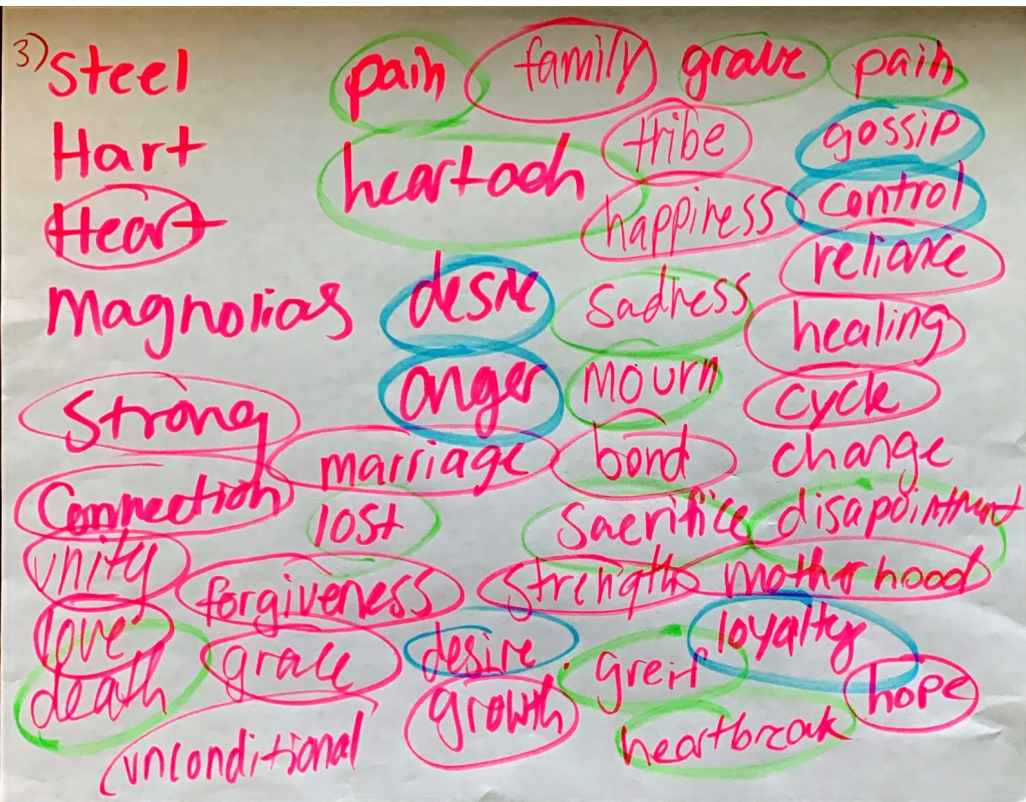 3) Steel pain family grave pain
Hart heartach tribe gossip
Heart happiness control
Magnolias desire sadness reliance
healing
Strong anger mourn cycle
Connection marriage bond change
lost Sacrifice disapointment
unity forgiveness strength motherhood
love grace desire loyalty
death greif hope
unconditional growth heartbreak